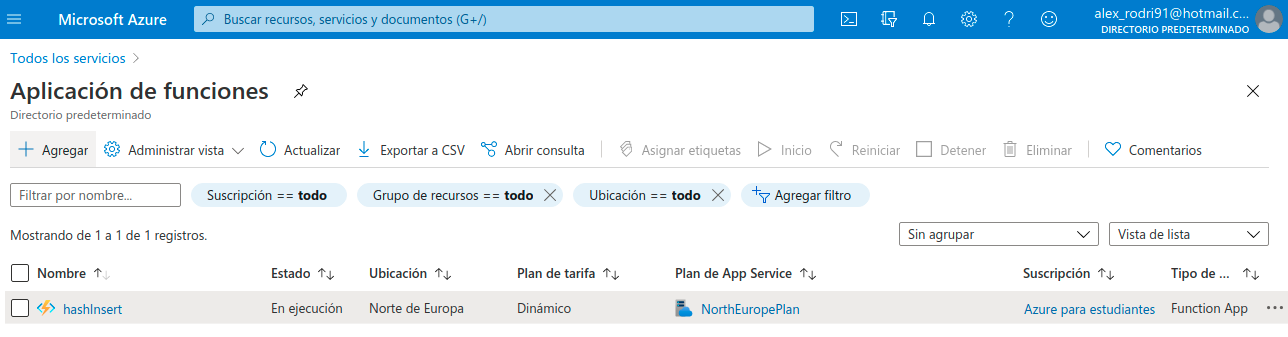 Microsoft Azure
Buscar recursos, servicios y documentos (G+/)
alex_rodri91@hotmail.c...
DIRECTORIO PREDETERMINADO
Todos los servicios
Aplicación de funciones
Directorio predeterminado
Agregar Administrar vista Actualizar Exportar a CSV Abrir consulta Asignar etiquetas Inicio Reiniciar Detener Eliminar Comentarios
Filtrar por nombre... Suscripción == todo Grupo de recursos == todo Ubicación == todo Agregar filtro
Mostrando de 1 a 1 de 1 registros. Sin agrupar Vista de lista
Nombre Estado Ubicación Plan de tarifa Plan de App Service Suscripción Tipo de ...
hashInsert En ejecución Norte de Europa Dinámico NorthEuropePlan Azure para estudiantes Function App